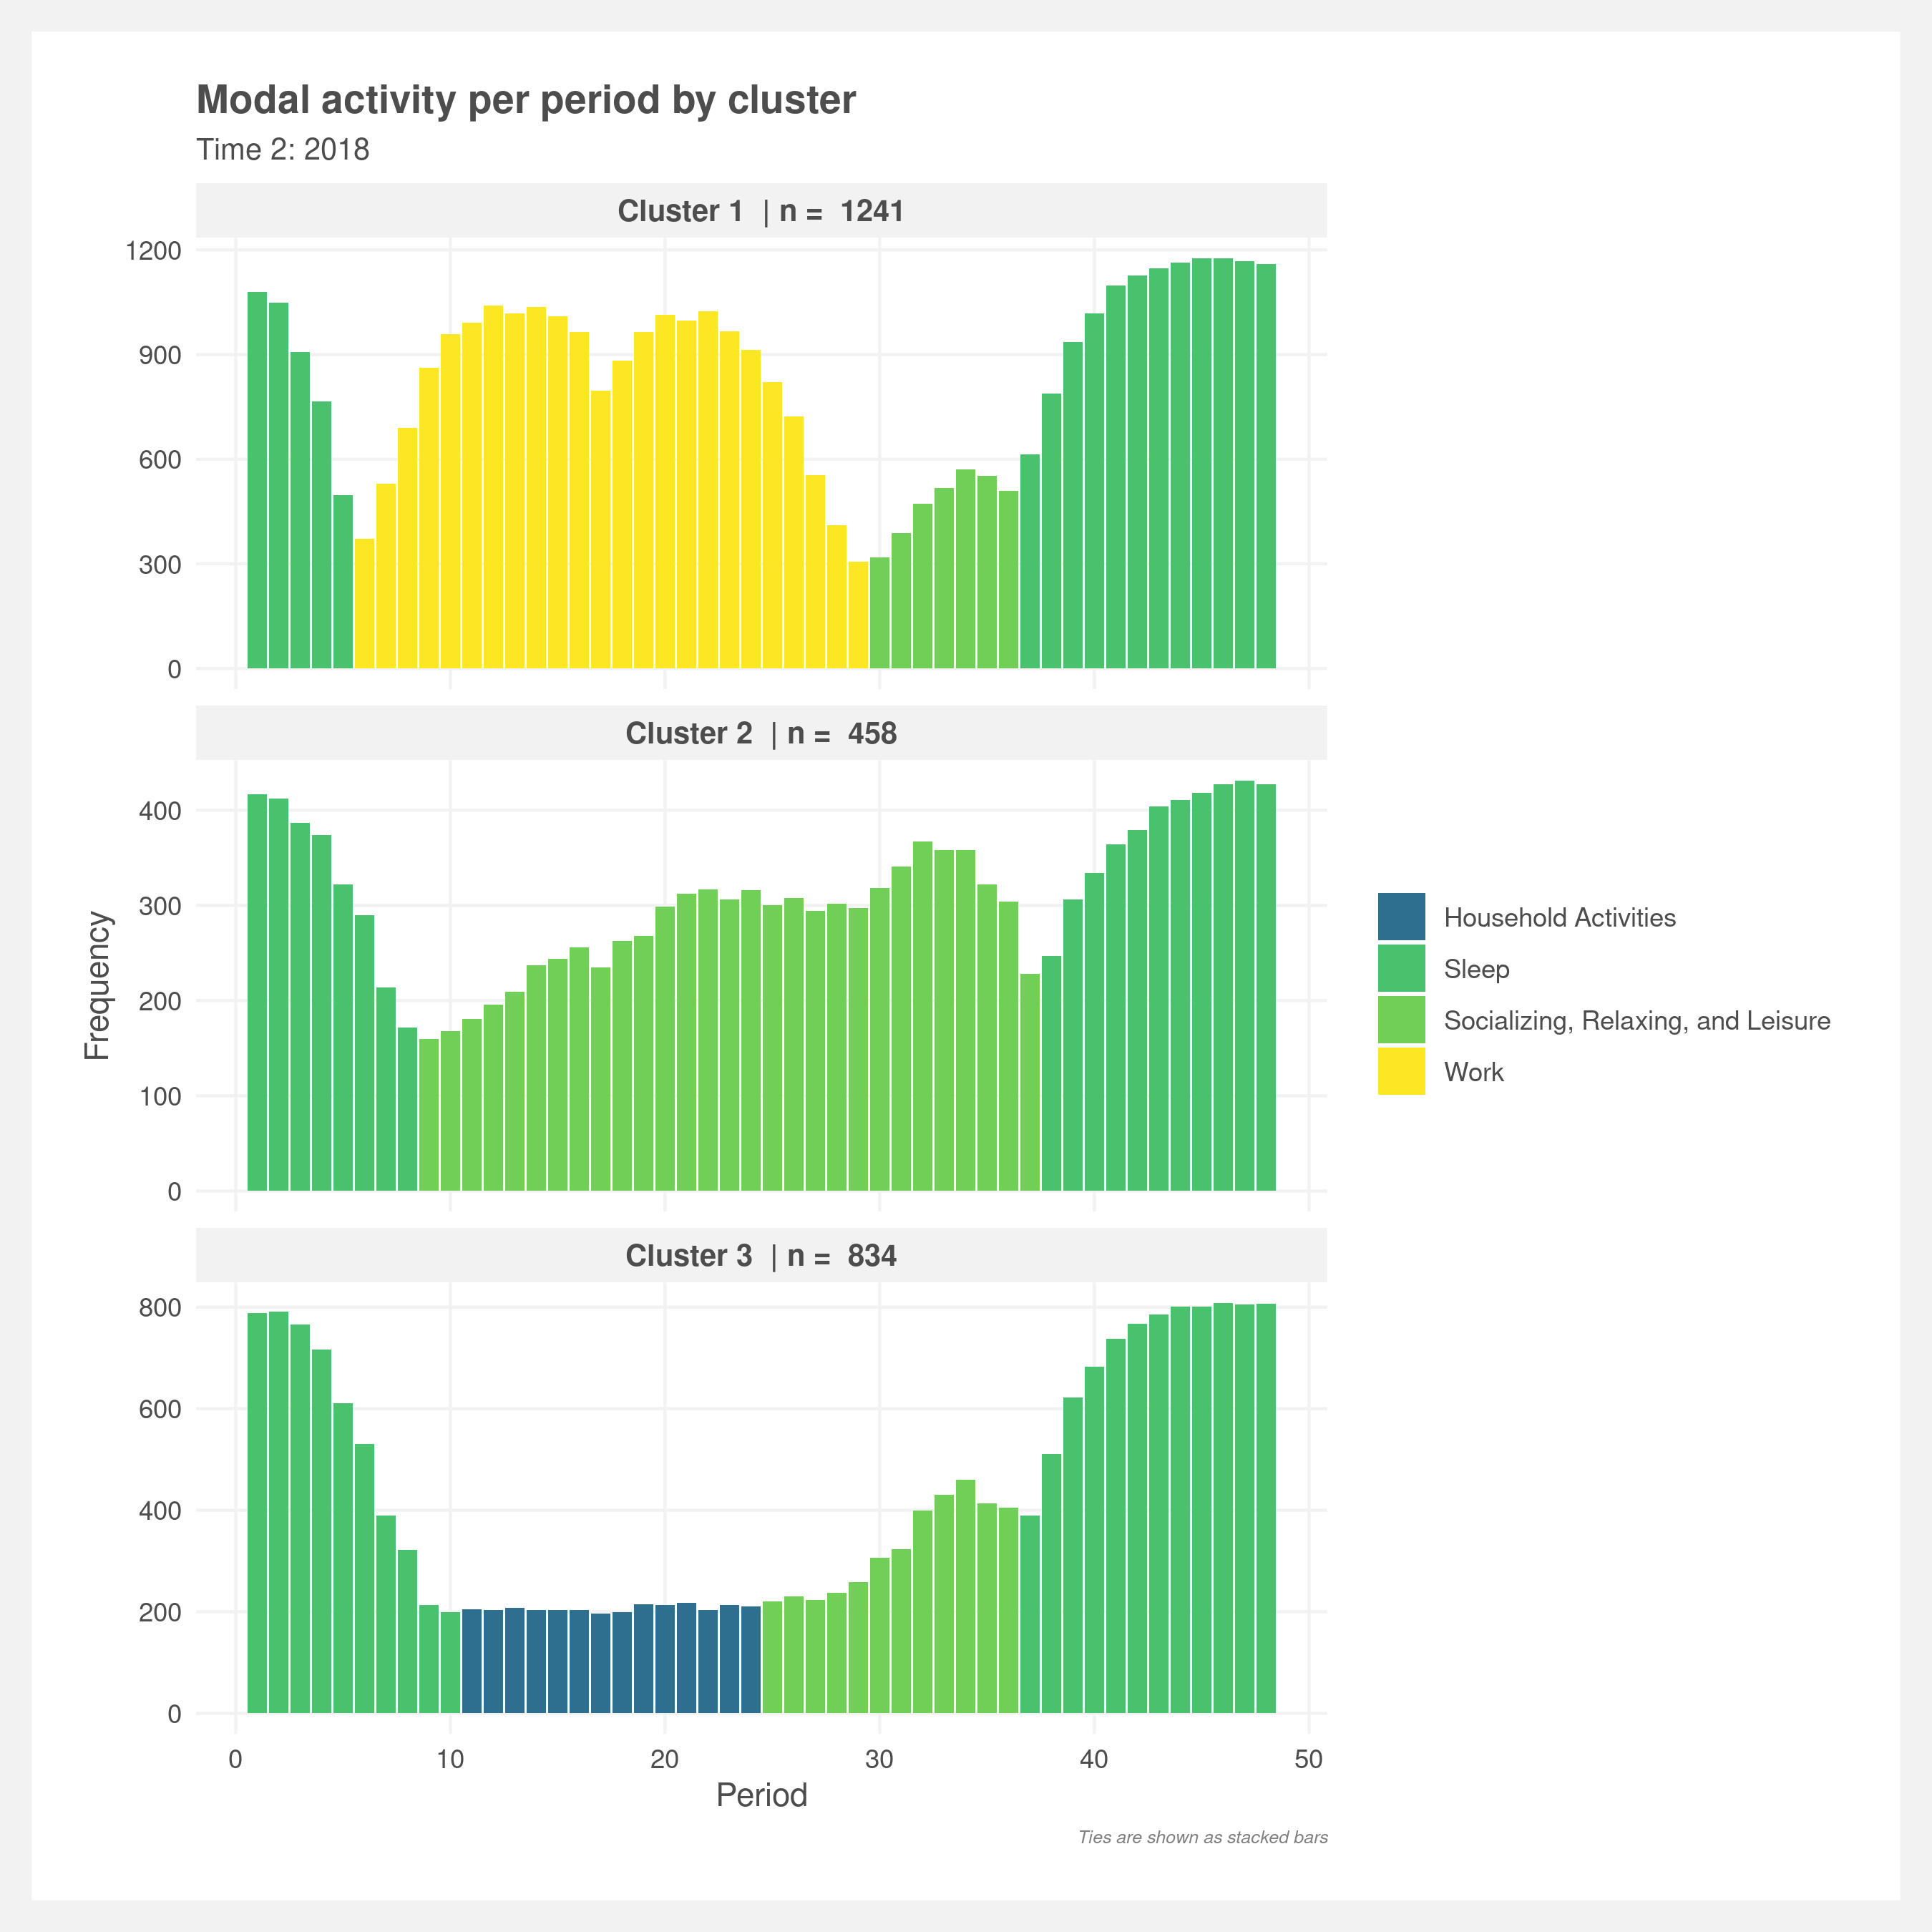 Modal activity per period by cluster
Time 2: 2018
Cluster 1 | n = 1241
1200
900
600
300
0
Cluster 2 | n = 458
400
300
200
100
0
Cluster 3 | n = 834
800
600
400
200
0
0 10 20 30 40 50
Period
Frequency
Household Activities
Sleep
Socializing, Relaxing, and Leisure
Work
Ties are shown as stacked bars